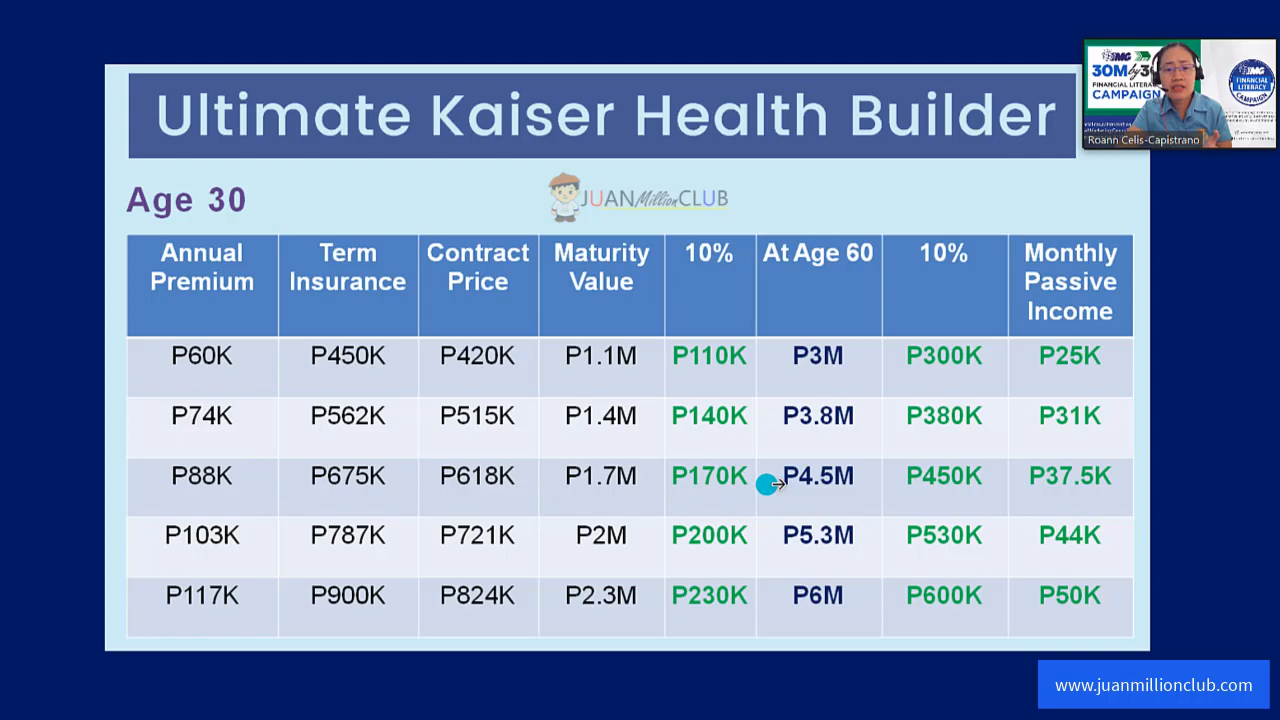 Ultimate Kaiser Health Builder
IMG
30M by 30
FINANCIAL LITERACY
CAMPAIGN
IMG
FINANCIAL
LITERACY
CAMPAIGN
Roann Celis-Capistrano
Age 30
JUAN Million CLUB
Annual Premium Term Insurance Contract Price Maturity Value 10% At Age 60 10% Monthly Passive Income
P60K P450K P420K P1.1M P110K P3M P300K P25K
P74K P562K P515K P1.4M P140K P3.8M P380K P31K
P88K P675K P618K P1.7M P170K P4.5M P450K P37.5K
P103K P787K P721K P2M P200K P5.3M P530K P44K
P117K P900K P824K P2.3M P230K P6M P600K P50K
www.juanmillionclub.com